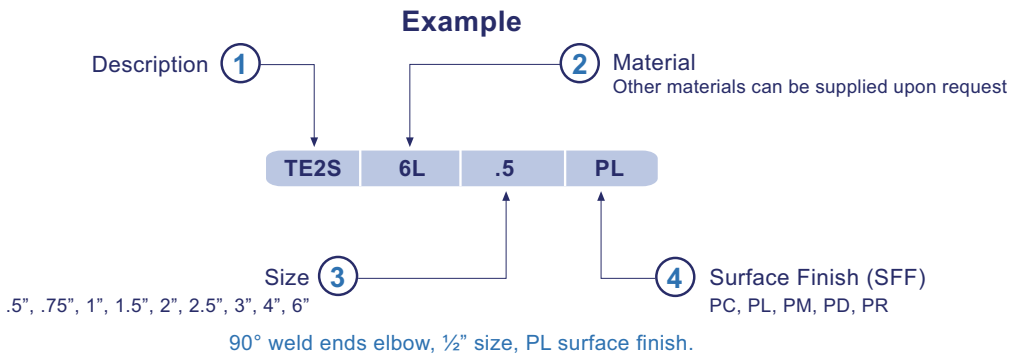 Example
Description 1
2 Material
Other materials can be supplied upon request
TE2S 6L .5 PL
Size 3
.5”, .75”, 1”, 1.5”, 2”, 2.5”, 3”, 4”, 6”
4 Surface Finish (SFF)
PC, PL, PM, PD, PR
90° weld ends elbow, ½” size, PL surface finish.